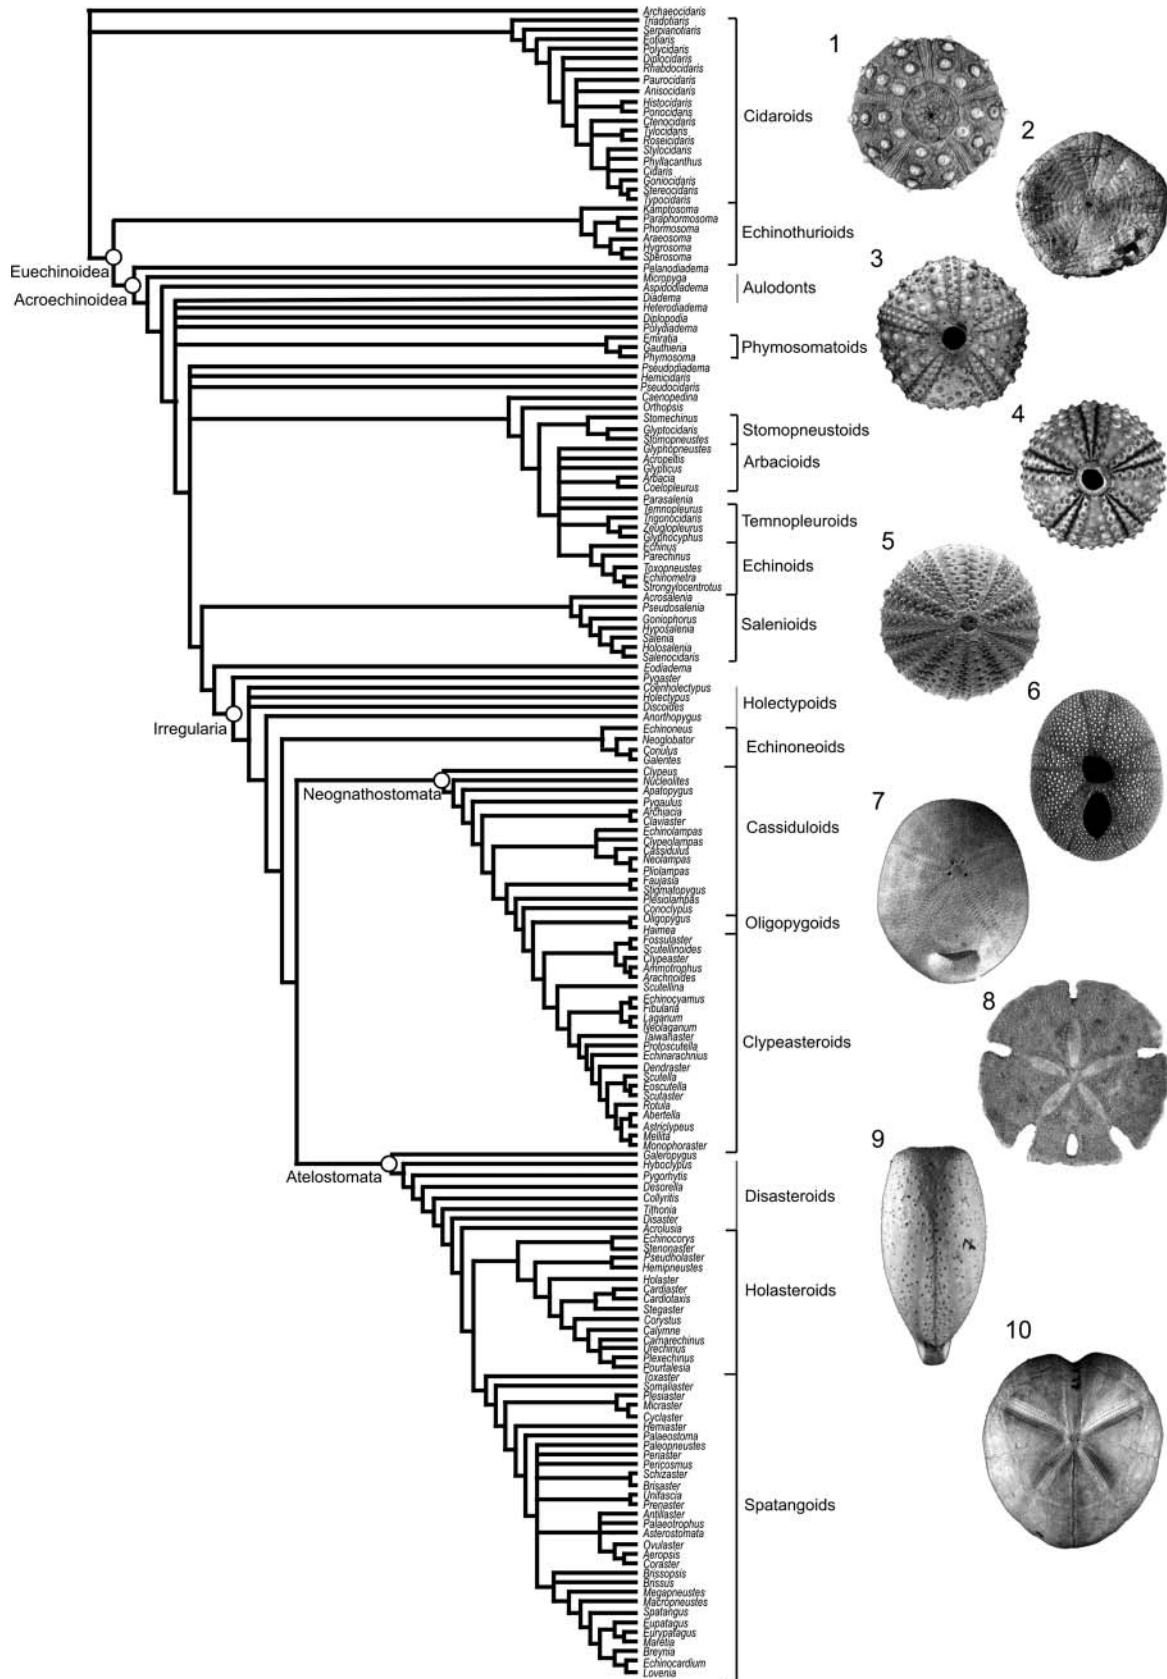 Archaeocidaris
Triadotiaris
Serpianotiaris
Eotiaris
Polycidaris
Diplocidaris
Rhabdocidaris
Paurocidaris
Anisocidaris
Histocidaris
Poriocidaris
Ctenocidaris
Tylocidaris
Roseicidaris
Stylocidaris
Phyllacanthus
Cidaris
Goniocidaris
Stereocidaris
Typocidaris
Cidaroids
1
2
Kamptosoma
Paraphormosoma
Phormosoma
Araeosoma
Hygrosoma
Sperosoma
Echinothurioids
Euechinoidea
Acroechinoidea
3
Pelanodiadema
Micropyga
Aspidodiadema
Diadema
Heterodiadema
Diplopodia
Polydiadema
Aulodonts
Emiratia
Gauthieria
Phymosoma
Phymosomatoids
Pseudodiadema
Hemicidaris
Pseudocidaris
Caenopedina
Orthopsis
4
Stomechinus
Glyptocidaris
Stomopneustes
Stomopneustoids
Glyphopneustes
Acropeltis
Glypticus
Arbacia
Coelopleurus
Arbacioids
Parasalenia
Temnopleurus
Trigonocidaris
Zeuglopleurus
Glyphocyphus
Temnopleuroids
5
Echinus
Parechinus
Toxopneustes
Echinometra
Strongylocentrotus
Echinoids
Acrosalenia
Pseudosalenia
Goniophorus
Hyposalenia
Salenia
Holosalenia
Salenocidaris
Salenioids
Eodiadema
Pygaster
Coenholectypus
Holectypus
Discoides
Anorthopygus
Holectypoids
6
Irregularia
Echinoneus
Neoglobator
Conulus
Galerites
Echinoneoids
Neognathostomata
Clypeus
Nucleolites
Apatopygus
Pygaulus
Archiacia
Claviaster
Echinolampas
Clypeolampas
Cassidulus
Neolampas
Pliolampas
Faujasia
Stigmatopygus
Plesiolampas
Conoclypus
Cassiduloids
7
Oligopygus
Haimea
Oligopygoids
Fossulaster
Scutellinoides
Clypeaster
Ammotrophus
Arachnoides
Scutellina
Echinocyamus
Fibularia
Laganum
Neolaganum
Taiwanaster
Protoscutella
Echinarachnius
Dendraster
Scutella
Eoscutella
Scutaster
Rotula
Abertella
Astriclypeus
Mellita
Monophoraster
Clypeasteroids
8
9
Atelostomata
Galeropygus
Hyboclypus
Pygorhytis
Desorella
Collyritis
Tithonia
Disaster
Acrolusia
Disasteroids
Echinocorys
Stenonaster
Pseudholaster
Hemipneustes
Holaster
Cardiaster
Cardiotaxis
Stegaster
Corystus
Calymne
Carnarechinus
Urechinus
Plexechinus
Pourtalesia
Holasteroids
10
Toxaster
Somaliaster
Plesiaster
Micraster
Cyclaster
Hemiaster
Palaeostoma
Paleopneustes
Periaster
Pericosmus
Schizaster
Brisaster
Unifascia
Prenaster
Antillaster
Palaeotrophus
Asterostomata
Ovulaster
Aeropsis
Coraster
Brissopsis
Brissus
Megapneustes
Macropneustes
Spatangus
Eupatagus
Eurypatagus
Maretia
Breynia
Echinocardium
Lovenia
Spatangoids